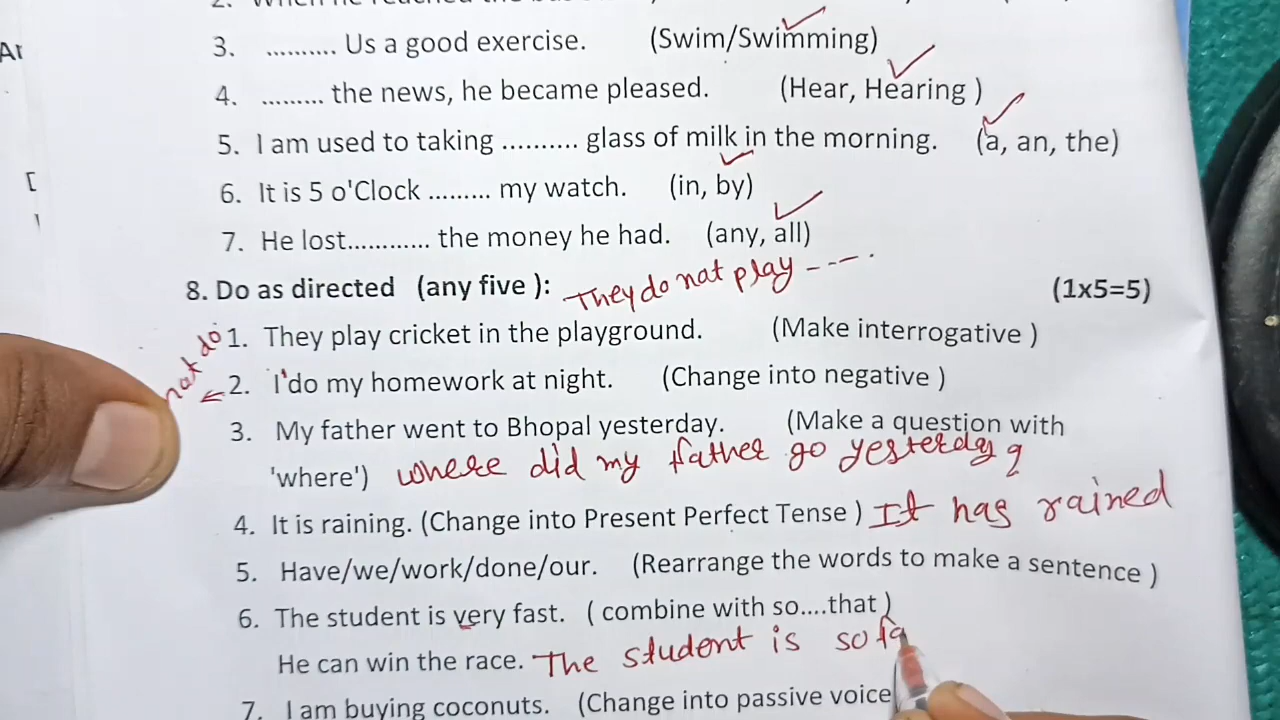 3. .......... Us a good exercise. (Swim/Swimming)
4. ......... the news, he became pleased. (Hear, Hearing )
5. I am used to taking .......... glass of milk in the morning. (a, an, the)
6. It is 5 o'Clock ......... my watch. (in, by)
7. He lost............ the money he had. (any, all)
8. Do as directed (any five ): They do not play ---. (1x5=5)
1. They play cricket in the playground. (Make interrogative )
not do
2. I do my homework at night. (Change into negative )
3. My father went to Bhopal yesterday. (Make a question with
'where') where did my father go yesterday ?
4. It is raining. (Change into Present Perfect Tense ) It has rained
5. Have/we/work/done/our. (Rearrange the words to make a sentence )
6. The student is very fast. ( combine with so....that )
He can win the race. The student is so fa
7. I am buying coconuts. (Change into passive voice